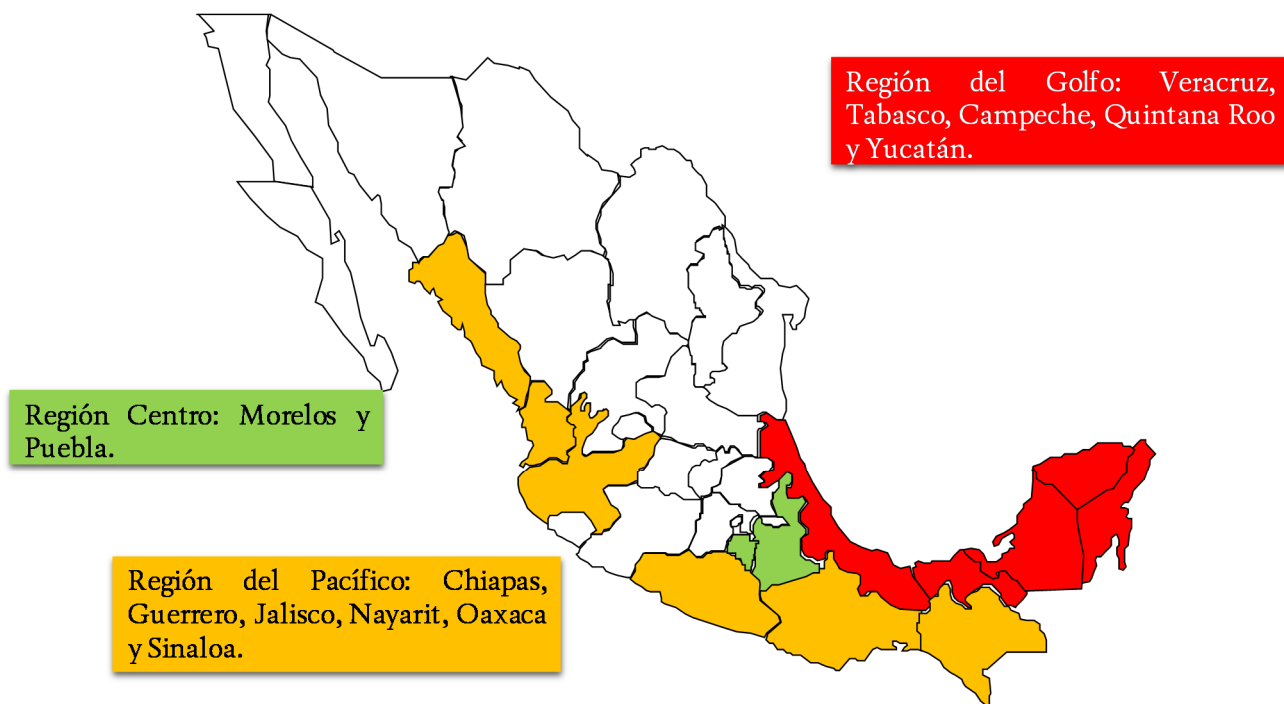 Región del Golfo: Veracruz,
Tabasco, Campeche, Quintana Roo
y Yucatán.
Región Centro: Morelos y
Puebla.
Región del Pacífico: Chiapas,
Guerrero, Jalisco, Nayarit, Oaxaca
y Sinaloa.